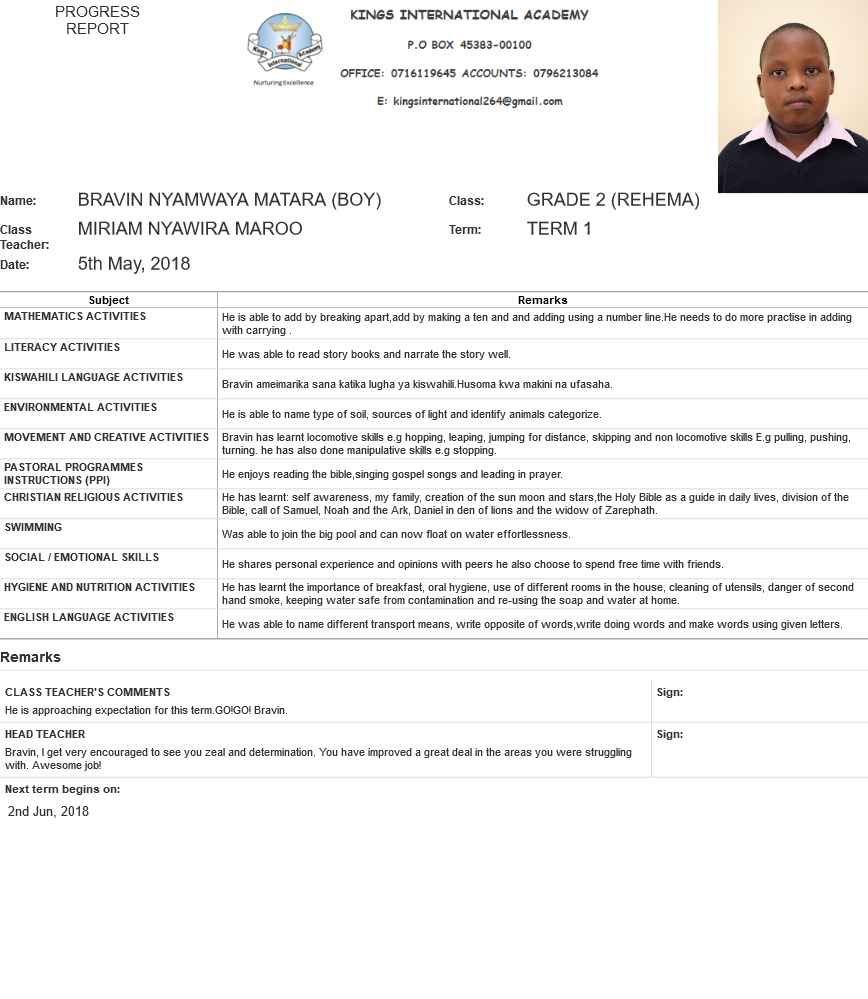 PROGRESS
REPORT
KINGS INTERNATIONAL ACADEMY
P.O BOX 45383-00100
OFFICE: 0716119645 ACCOUNTS: 0796213084
E: kingsinternational264@gmail.com
Kings International Academy
Nurturing Excellence
Name: BRAVIN NYAMWAYA MATARA (BOY) Class: GRADE 2 (REHEMA)
Class Teacher: MIRIAM NYAWIRA MAROO Term: TERM 1
Date: 5th May, 2018
Subject Remarks
MATHEMATICS ACTIVITIES He is able to add by breaking apart,add by making a ten and and adding using a number line.He needs to do more practise in adding
with carrying .
LITERACY ACTIVITIES He was able to read story books and narrate the story well.
KISWAHILI LANGUAGE ACTIVITIES Bravin ameimarika sana katika lugha ya kiswahili.Husoma kwa makini na ufasaha.
ENVIRONMENTAL ACTIVITIES He is able to name type of soil, sources of light and identify animals categorize.
MOVEMENT AND CREATIVE ACTIVITIES Bravin has learnt locomotive skills e.g hopping, leaping, jumping for distance, skipping and non locomotive skills E.g pulling, pushing,
turning. he has also done manipulative skills e.g stopping.
PASTORAL PROGRAMMES
INSTRUCTIONS (PPI) He enjoys reading the bible,singing gospel songs and leading in prayer.
CHRISTIAN RELIGIOUS ACTIVITIES He has learnt: self awareness, my family, creation of the sun moon and stars,the Holy Bible as a guide in daily lives, division of the
Bible, call of Samuel, Noah and the Ark, Daniel in den of lions and the widow of Zarephath.
SWIMMING Was able to join the big pool and can now float on water effortlessness.
SOCIAL / EMOTIONAL SKILLS He shares personal experience and opinions with peers he also choose to spend free time with friends.
HYGIENE AND NUTRITION ACTIVITIES He has learnt the importance of breakfast, oral hygiene, use of different rooms in the house, cleaning of utensils, danger of second
hand smoke, keeping water safe from contamination and re-using the soap and water at home.
ENGLISH LANGUAGE ACTIVITIES He was able to name different transport means, write opposite of words,write doing words and make words using given letters.
Remarks
CLASS TEACHER'S COMMENTS Sign:
He is approaching expectation for this term.GO!GO! Bravin.
HEAD TEACHER Sign:
Bravin, I get very encouraged to see you zeal and determination. You have improved a great deal in the areas you were struggling
with. Awesome job!
Next term begins on:
2nd Jun, 2018